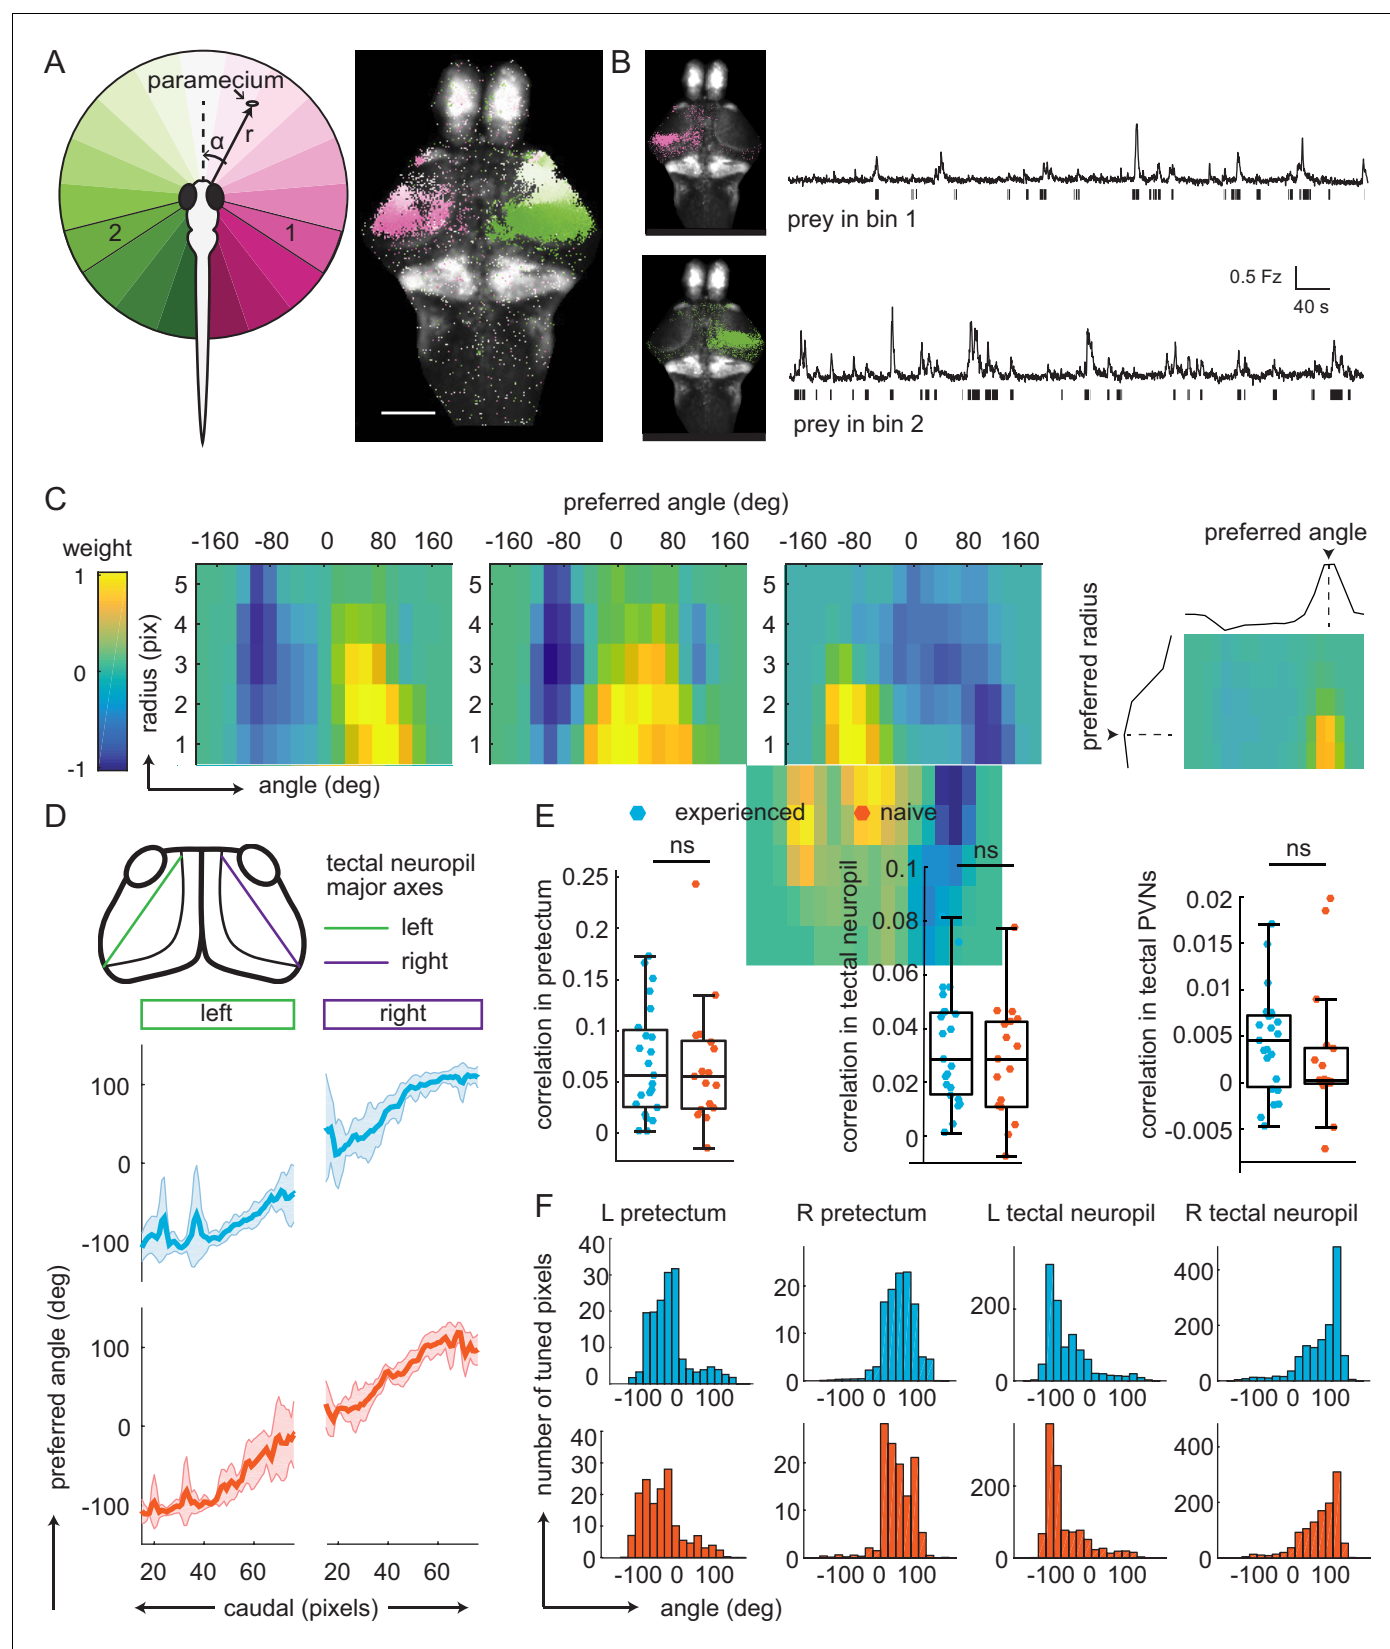 A
paramecium
α
r
2
1
B
prey in bin 1
0.5 Fz
40 s
prey in bin 2
C
preferred angle (deg)
weight
1
0
-1
-160 -80 0 80 160
-160 -80 0 80 160
-160 -80 0 80 160
radius (pix)
5
4
3
2
1
5
4
3
2
1
5
4
3
2
1
angle (deg)
preferred angle
preferred radius
D
tectal neuropil
major axes
left
right
left
right
100
0
-100
100
0
-100
preferred angle (deg)
20 40 60
20 40 60
caudal (pixels)
E
experienced
naive
ns
correlation in pretectum
0.25
0.2
0.15
0.1
0.05
0
ns
correlation in tectal neuropil
0.1
0.08
0.06
0.04
0.02
0
ns
correlation in tectal PVNs
0.02
0.015
0.01
0.005
0
-0.005
F
L pretectum
R pretectum
L tectal neuropil
R tectal neuropil
number of tuned pixels
40
30
20
10
0
-100 0 100
20
10
0
-100 0 100
200
0
-100 0 100
400
200
0
-100 0 100
40
30
20
10
0
-100 0 100
20
10
0
-100 0 100
200
0
-100 0 100
400
200
0
-100 0 100
angle (deg)